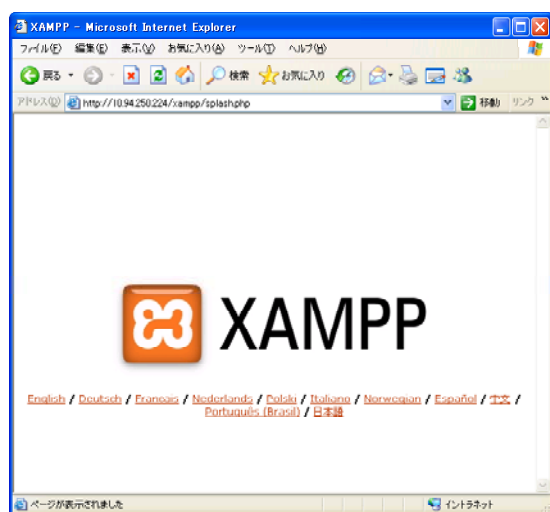 XAMPP - Microsoft Internet Explorer
ファイル(F) 編集(E) 表示(V) お気に入り(A) ツール(T) ヘルプ(H)
戻る 検索 お気に入り
アドレス(D) http://10.94.250.224/xampp/splash.php 移動 リンク »
XAMPP
English / Deutsch / Francais / Nederlands / Polski / Italiano / Norwegian / Español / 中文 /
Português (Brasil) / 日本語
ページが表示されました イントラネット